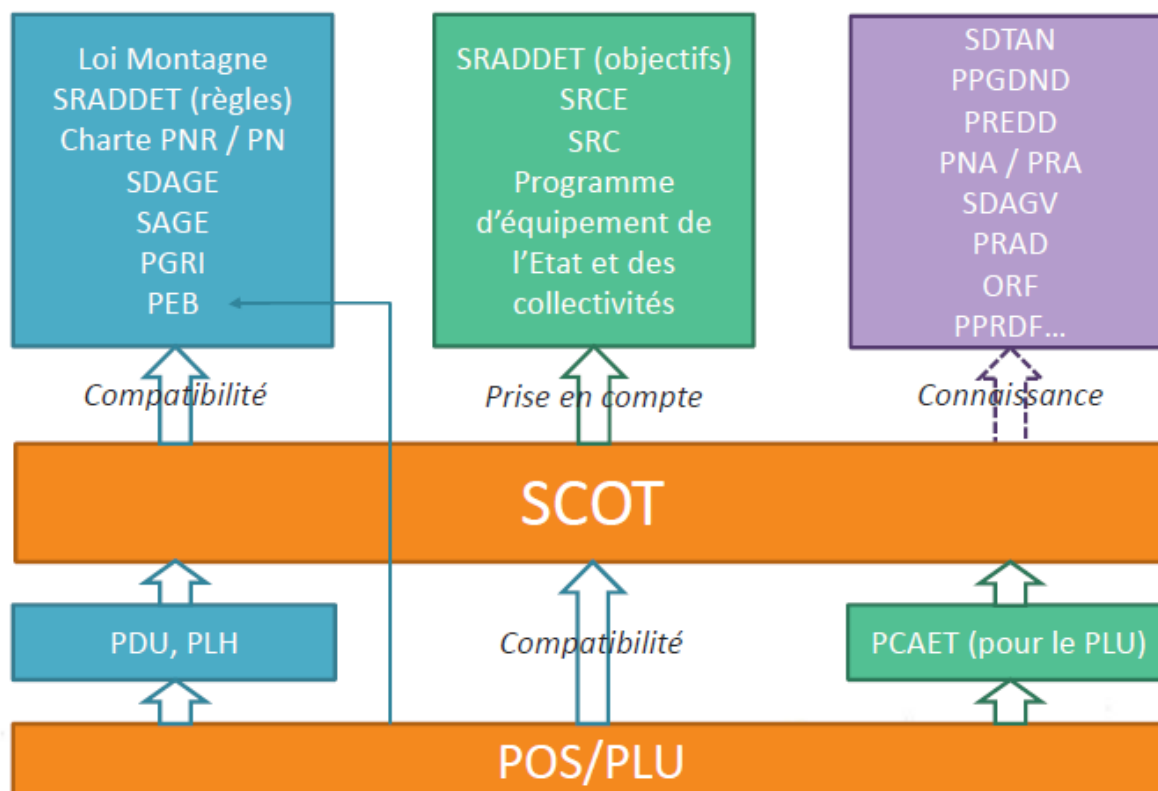 Loi Montagne
SRADDET (règles)
Charte PNR / PN
SDAGE
SAGE
PGRI
PEB
SRADDET (objectifs)
SRCE
SRC
Programme
d'équipement de
l'Etat et des
collectivités
SDTAN
PPGDND
PREDD
PNA / PRA
SDAGV
PRAD
ORF
PPRDF...
Compatibilité
Prise en compte
Connaissance
SCOT
PDU, PLH
Compatibilité
PCAET (pour le PLU)
POS/PLU